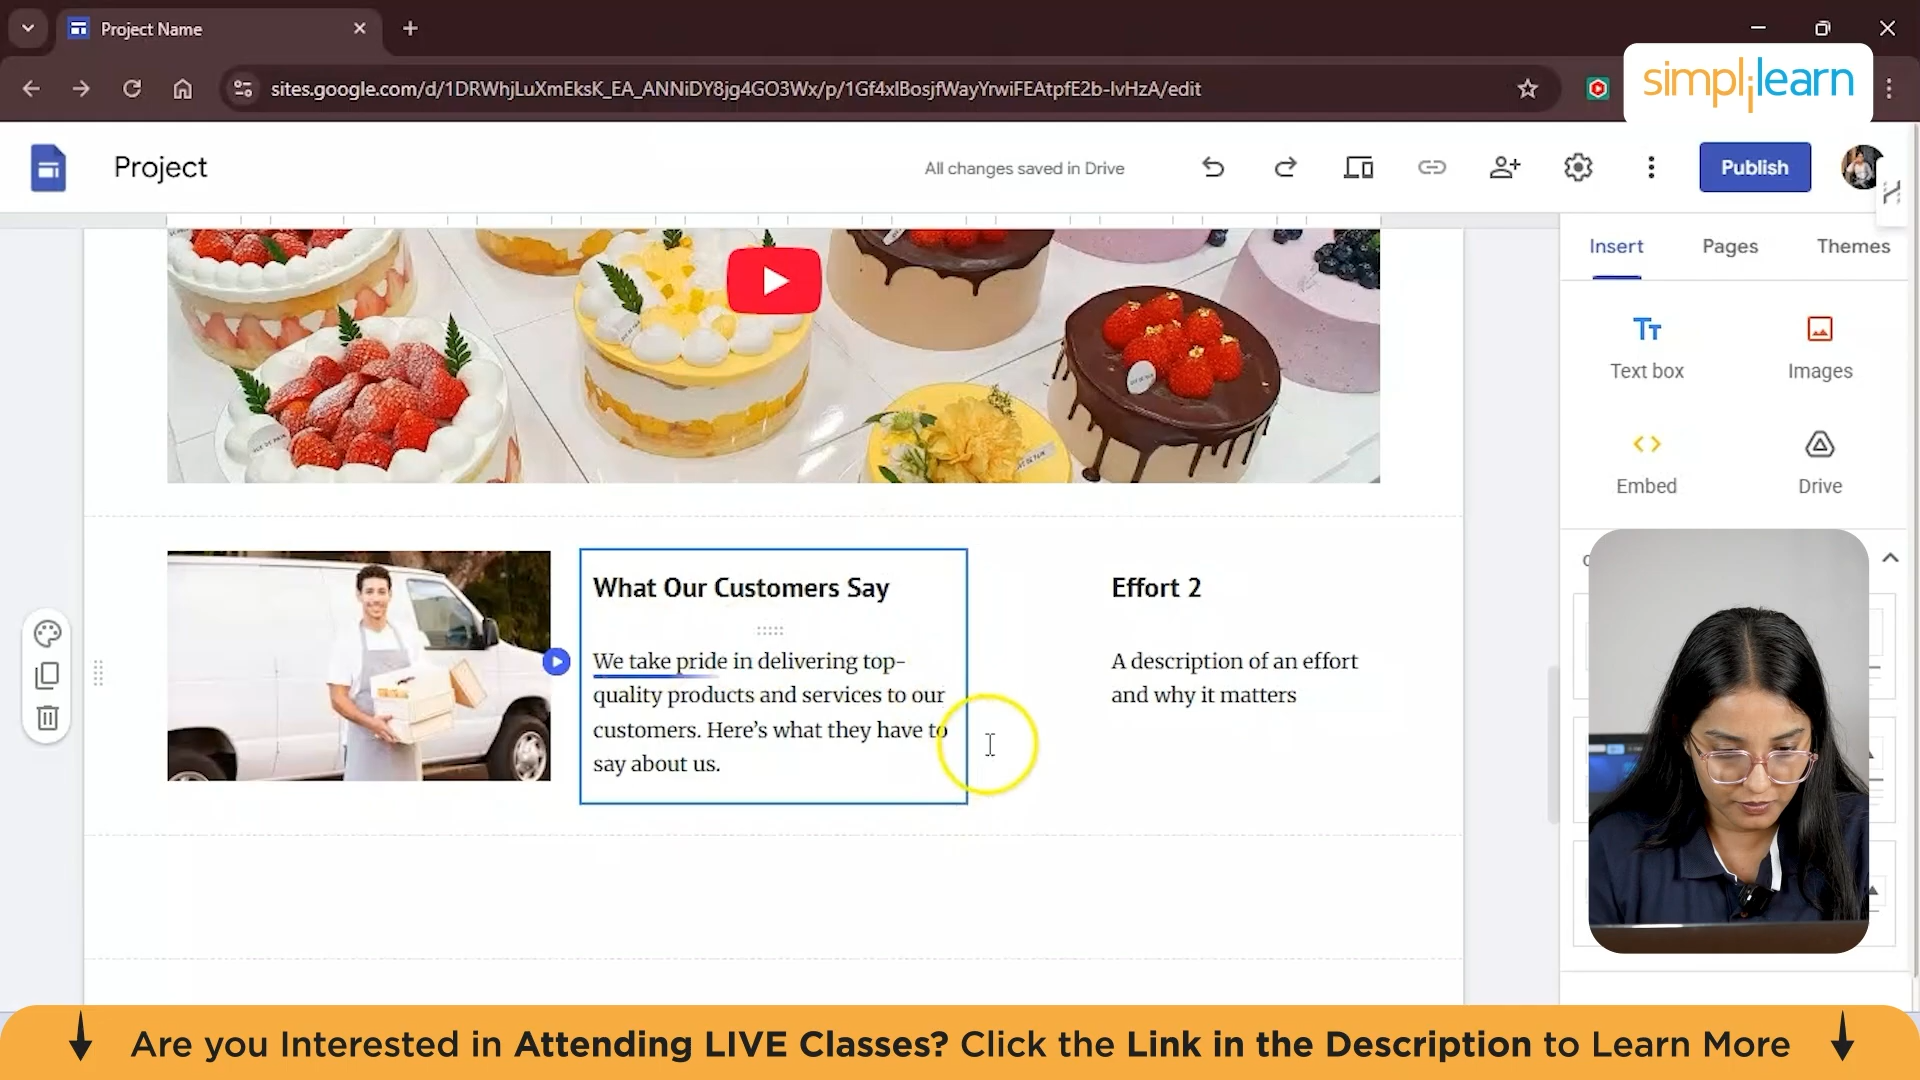 Project Name
sites.google.com/d/1DRWhjLuXmEksK_EA_ANNiDY8jg4GO3Wx/p/1Gf4xlBosjfWayYrwiFEAtpfE2b-IvHzA/edit
simplilearn
Project
All changes saved in Drive
Publish
Insert
Pages
Themes
Text box
Images
Embed
Drive
What Our Customers Say
We take pride in delivering top-
quality products and services to our
customers. Here’s what they have to
say about us.
Effort 2
A description of an effort
and why it matters
Are you Interested in Attending LIVE Classes? Click the Link in the Description to Learn More